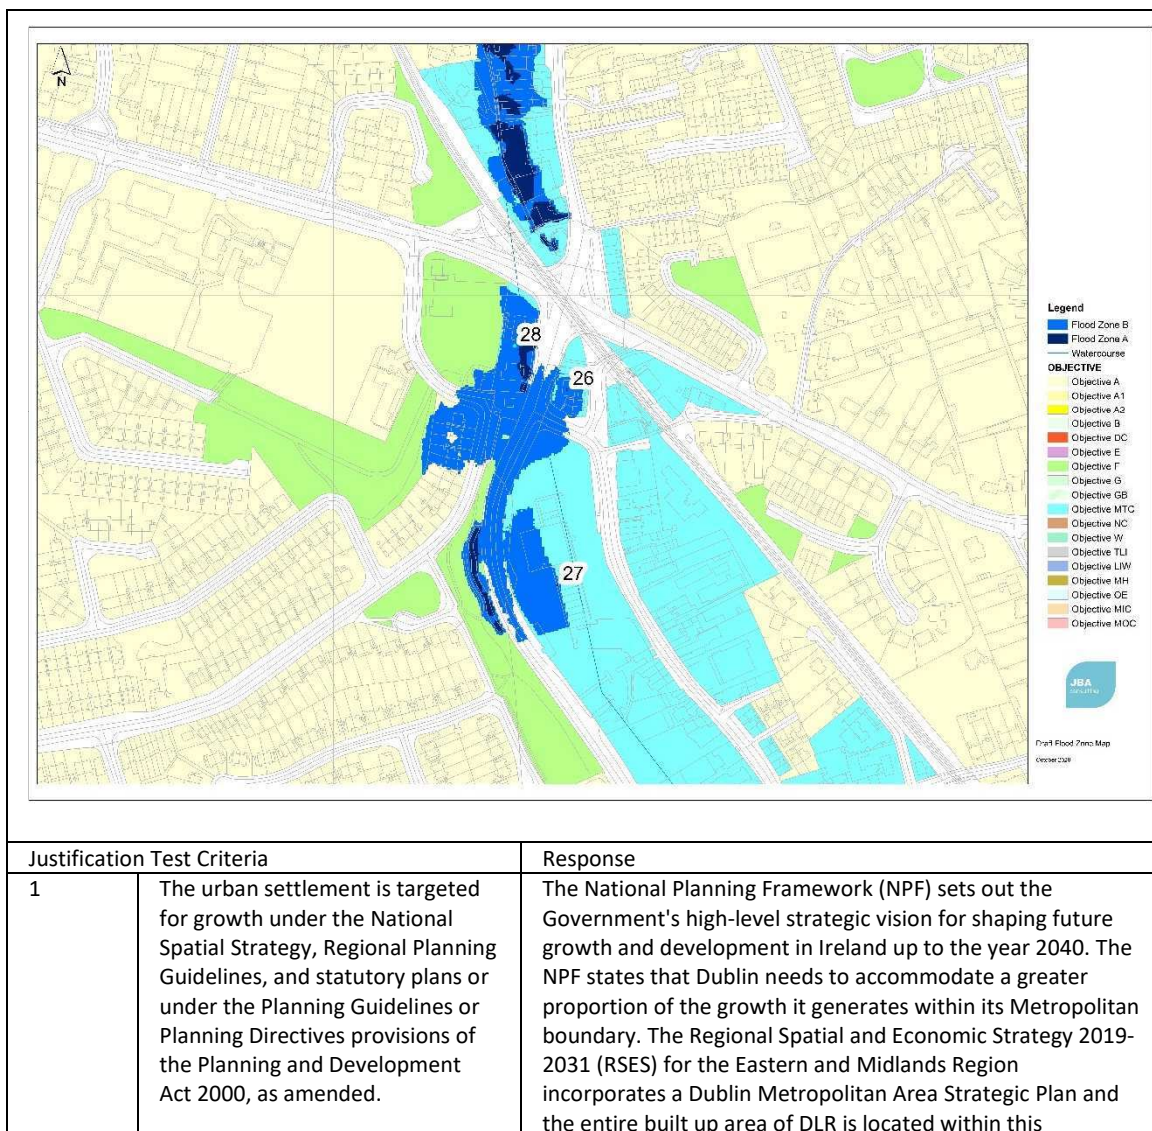 N
28
26
27
Legend
Flood Zone B
Flood Zone A
Watercourse
OBJECTIVE
Objective A
Objective A1
Objective A2
Objective B
Objective DC
Objective E
Objective F
Objective G
Objective GB
Objective MTC
Objective NC
Objective W
Objective TLI
Objective LIW
Objective MH
Objective OE
Objective MIC
Objective MOC
JBA
consulting
Draft Flood Zone Map
October 2020
Justification Test Criteria
Response
1
The urban settlement is targeted
for growth under the National
Spatial Strategy, Regional Planning
Guidelines, and statutory plans or
under the Planning Guidelines or
Planning Directives provisions of
the Planning and Development
Act 2000, as amended.
The National Planning Framework (NPF) sets out the
Government's high-level strategic vision for shaping future
growth and development in Ireland up to the year 2040. The
NPF states that Dublin needs to accommodate a greater
proportion of the growth it generates within its Metropolitan
boundary. The Regional Spatial and Economic Strategy 2019-
2031 (RSES) for the Eastern and Midlands Region
incorporates a Dublin Metropolitan Area Strategic Plan and
the entire built up area of DLR is located within this